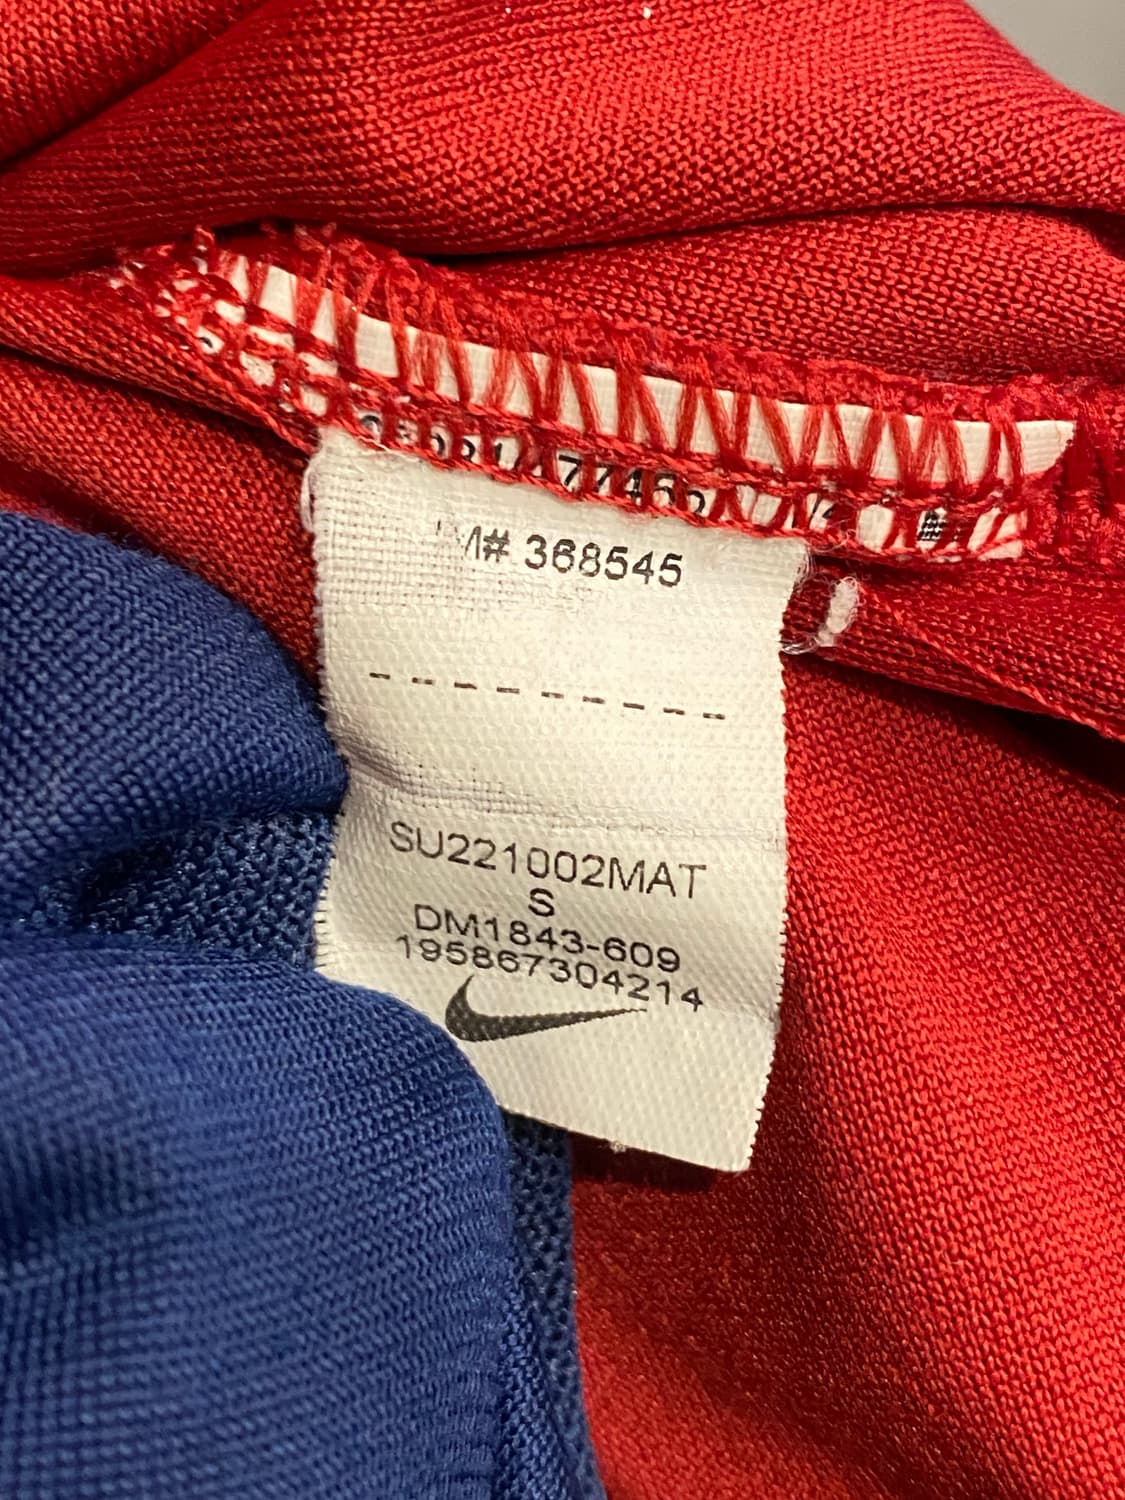 # 368545
---------
SU221002MAT
S
DM1843-609
195867304214